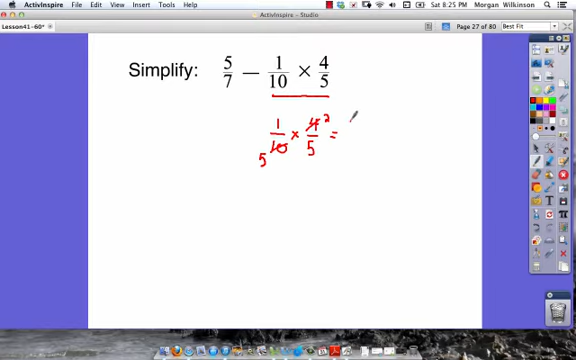 ActivInspire File Edit View Insert Tools Help Sat 8:25 PM Morgan Wilkinson
ActivInspire - Studio
Lesson41-60* Page 27 of 80 Best Fit
Simplify: 5/7 − 1/10 × 4/5
1/10 5 × 4/5 2 =